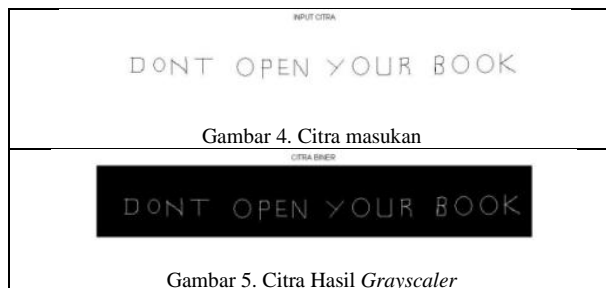 INPUT CITRA
DONT OPEN YOUR BOOK
Gambar 4. Citra masukan
CITRA BINER
DONT OPEN YOUR BOOK
Gambar 5. Citra Hasil Grayscaler